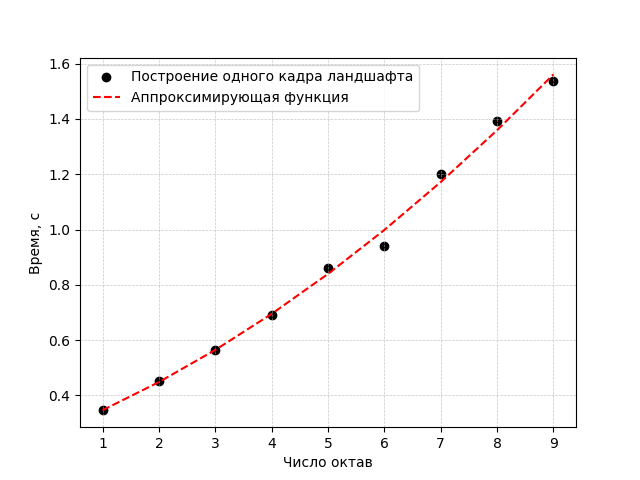 Построение одного кадра ландшафта
Аппроксимирующая функция
Время, с
1.6
1.4
1.2
1.0
0.8
0.6
0.4
1 2 3 4 5 6 7 8 9
Число октав